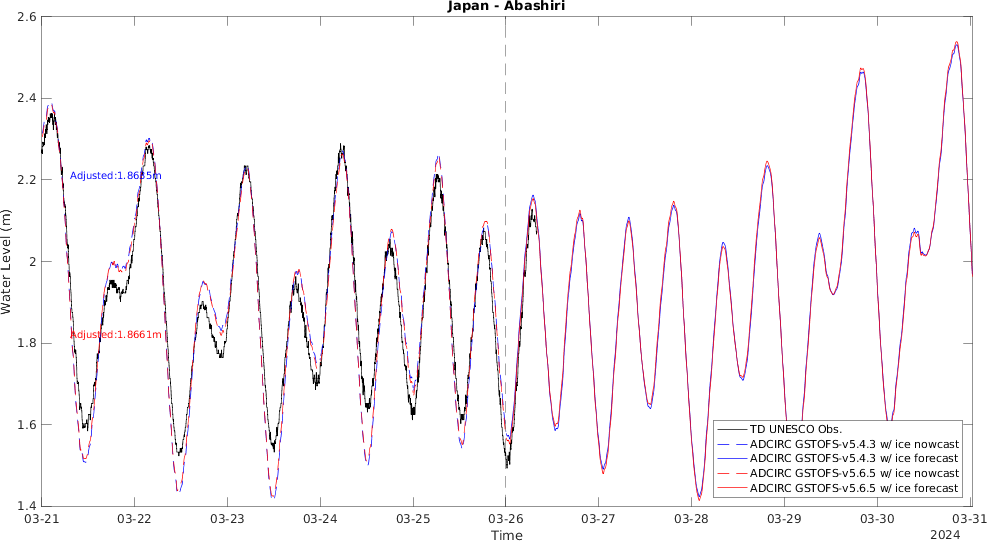 Japan - Abashiri
2.6
2.4
2.2
2
1.8
1.6
1.4
Water Level (m)
Adjusted:1.8635m
Adjusted:1.8661m
TD UNESCO Obs.
ADCIRC GSTOFS-v5.4.3 w/ ice nowcast
ADCIRC GSTOFS-v5.4.3 w/ ice forecast
ADCIRC GSTOFS-v5.6.5 w/ ice nowcast
ADCIRC GSTOFS-v5.6.5 w/ ice forecast
03-21 03-22 03-23 03-24 03-25 03-26 03-27 03-28 03-29 03-30 03-31
Time
2024